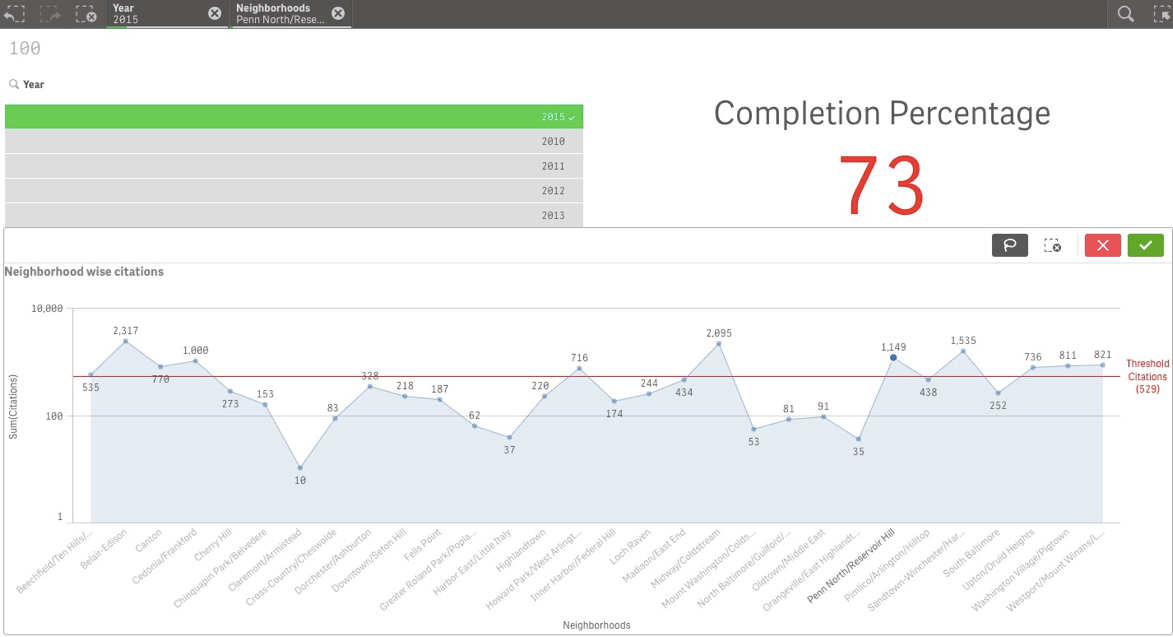 Year
2015
Neighborhoods
Penn North/Rese...
100
Year
2015
2010
2011
2012
2013
Completion Percentage
73
Neighborhood wise citations
10,000
100
1
Sum(Citations)
535
2,317
770
1,000
273
153
10
83
328
218
187
62
37
220
716
174
244
434
2,095
53
81
91
35
1,149
438
1,535
252
736
811
821
Threshold
Citations
(529)
Beechfield/Ten Hills/...
Belair-Edison
Canton
Cedonia/Frankford
Cherry Hill
Chinquapin Park/Belvedere
Claremont/Armistead
Cross-Country/Cheswolde
Dorchester/Ashburton
Downtown/Seton Hill
Fells Point
Greater Roland Park/Popla...
Harbor East/Little Italy
Highlandtown
Howard Park/West Arlingt...
Inner Harbor/Federal Hill
Loch Raven
Madison/East End
Midway/Coldstream
Mount Washington/Colds...
North Baltimore/Guilford/...
Oldtown/Middle East
Orangeville/East Highlandt...
Penn North/Reservoir Hill
Pimlico/Arlington/Hilltop
Sandtown-Winchester/Har...
South Baltimore
Upton/Druid Heights
Washington Village/Pigtown
Westport/Mount Winans/L...
Neighborhoods